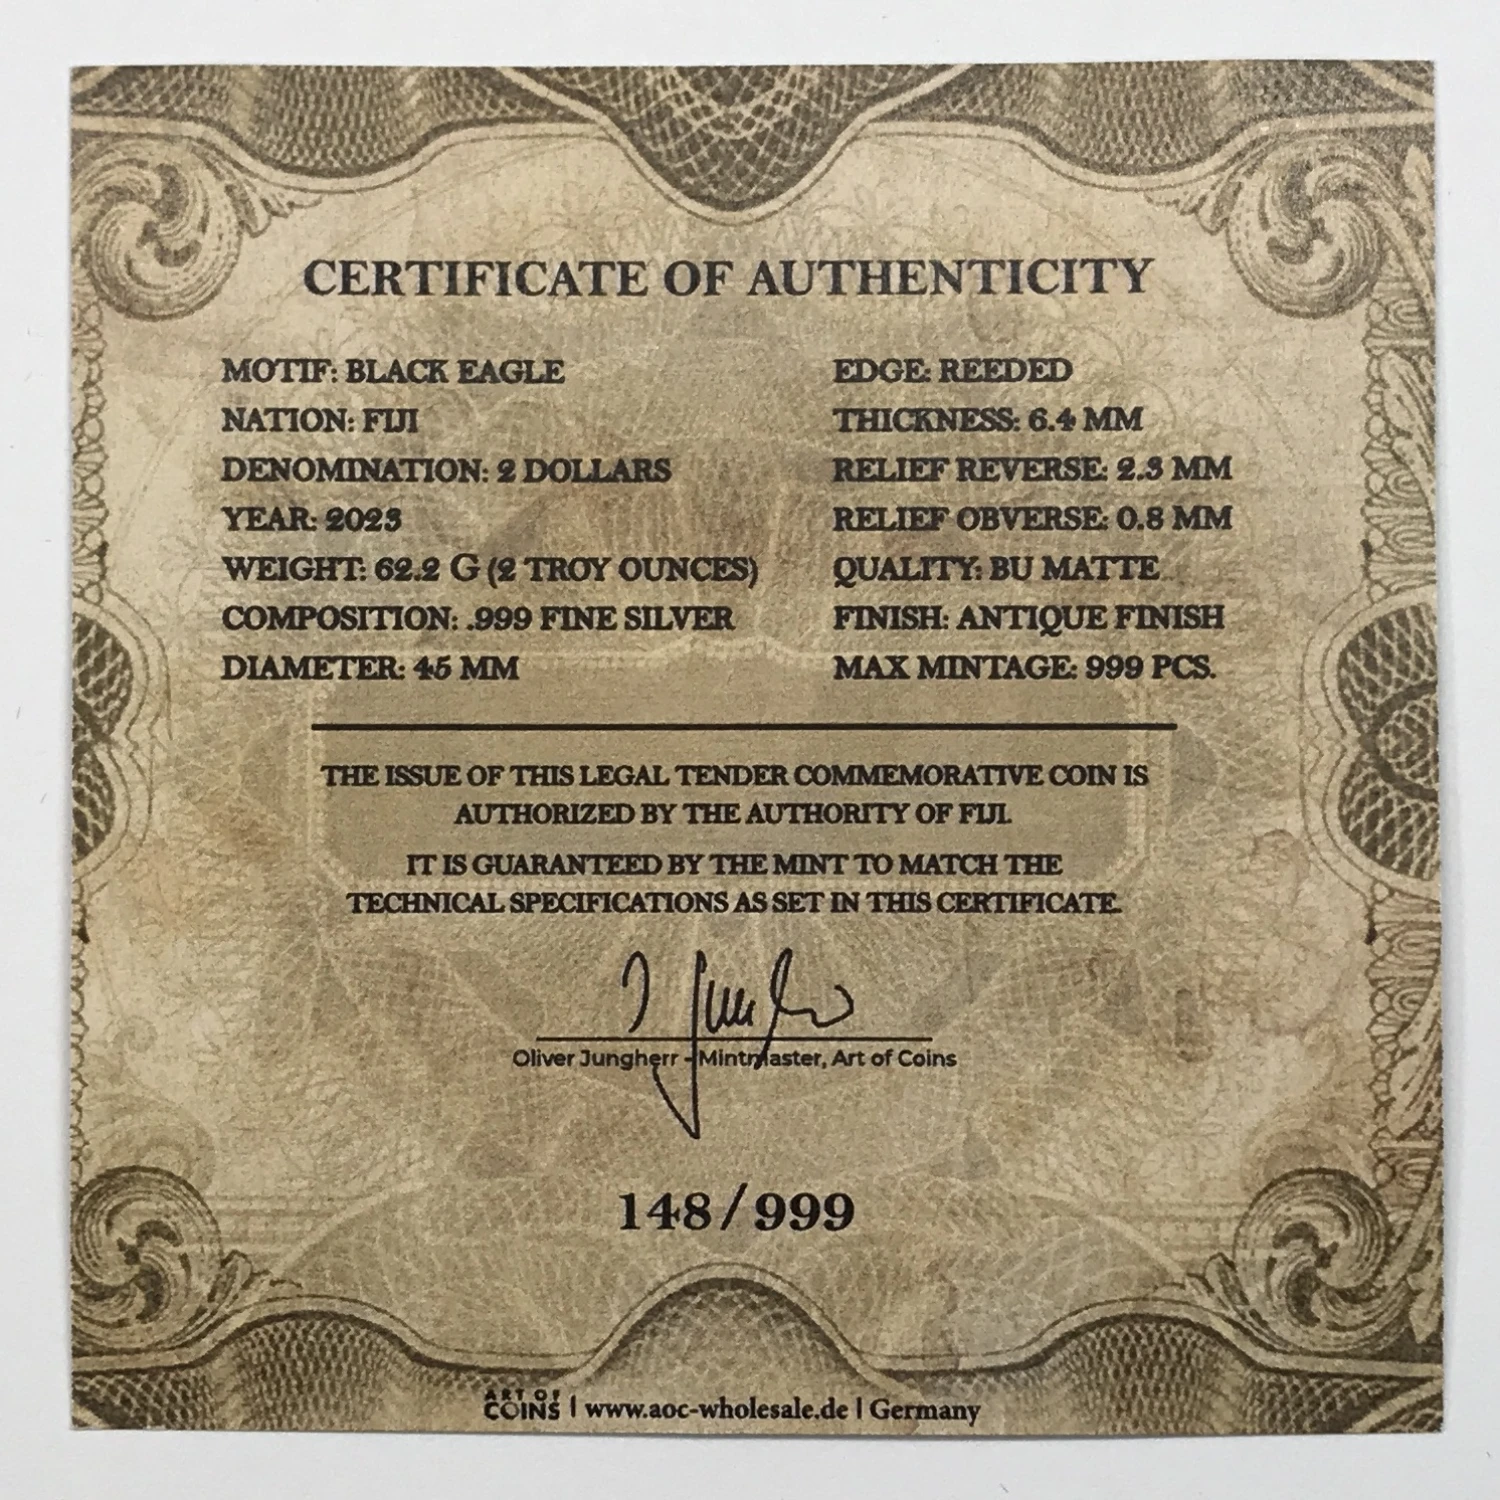 CERTIFICATE OF AUTHENTICITY
MOTIF: BLACK EAGLE
NATION: FIJI
DENOMINATION: 2 DOLLARS
YEAR: 2023
WEIGHT: 62.2 G (2 TROY OUNCES)
COMPOSITION: .999 FINE SILVER
DIAMETER: 45 MM
EDGE: REEDED
THICKNESS: 6.4 MM
RELIEF REVERSE: 2.3 MM
RELIEF OBVERSE: 0.8 MM
QUALITY: BU MATTE
FINISH: ANTIQUE FINISH
MAX MINTAGE: 999 PCS.
THE ISSUE OF THIS LEGAL TENDER COMMEMORATIVE COIN IS
AUTHORIZED BY THE AUTHORITY OF FIJI.
IT IS GUARANTEED BY THE MINT TO MATCH THE
TECHNICAL SPECIFICATIONS AS SET IN THIS CERTIFICATE.
Oliver Jungherr - Mintmaster, Art of Coins
148/999
ART OF COINS | www.aoc-wholesale.de | Germany